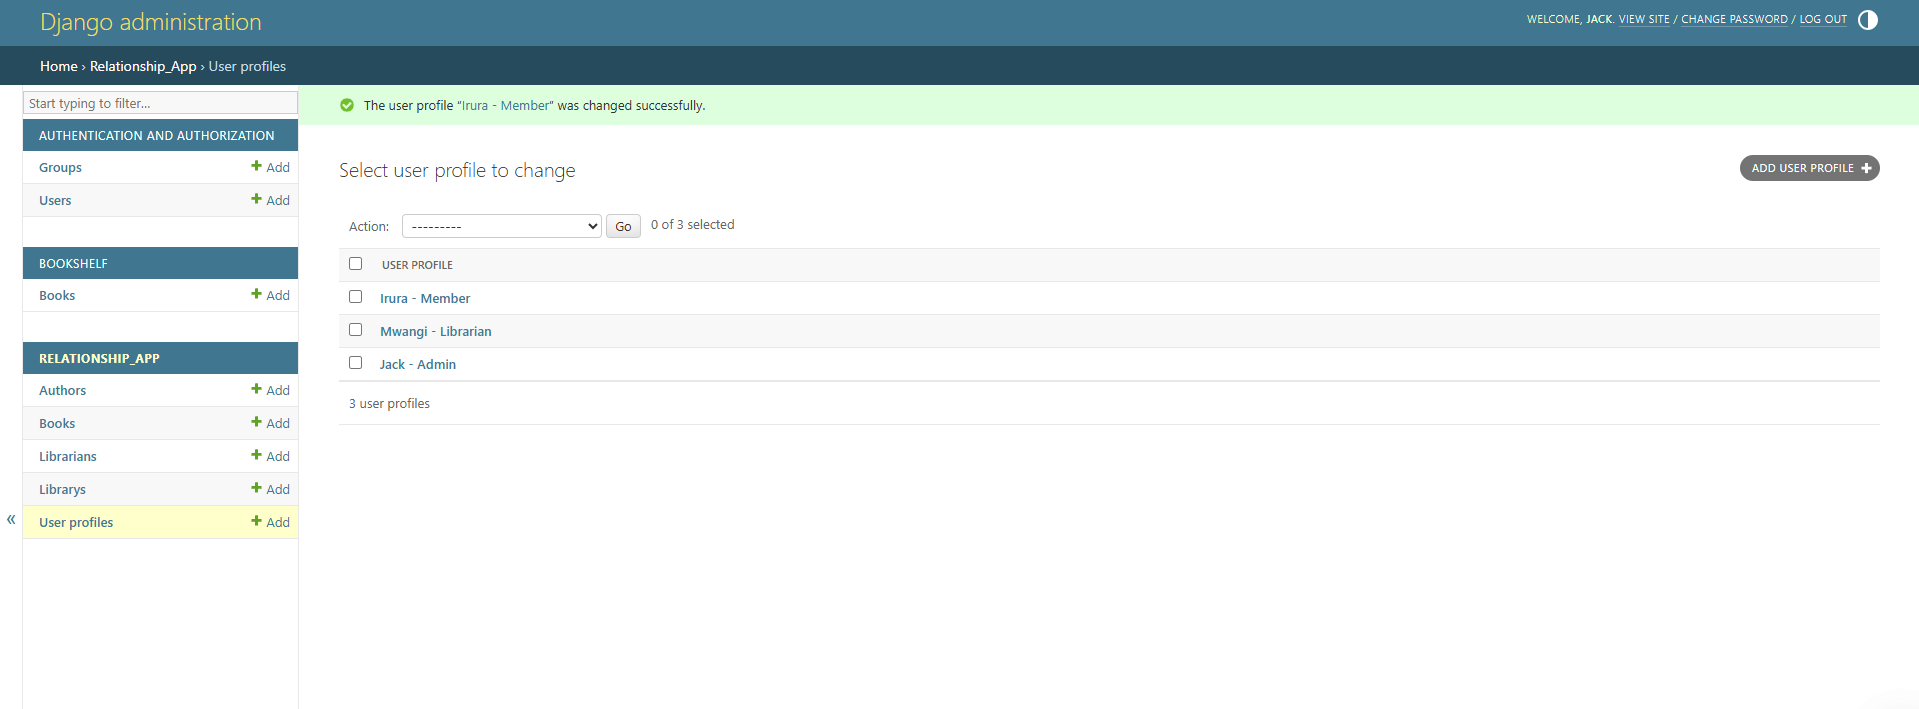 Django administration
WELCOME, JACK. VIEW SITE / CHANGE PASSWORD / LOG OUT
Home › Relationship_App › User profiles
Start typing to filter...
AUTHENTICATION AND AUTHORIZATION
Groups + Add
Users + Add
BOOKSHELF
Books + Add
RELATIONSHIP_APP
Authors + Add
Books + Add
Librarians + Add
Librarys + Add
User profiles + Add
«
The user profile “Irura - Member” was changed successfully.
Select user profile to change
ADD USER PROFILE +
Action: --------- Go 0 of 3 selected
USER PROFILE
Irura - Member
Mwangi - Librarian
Jack - Admin
3 user profiles